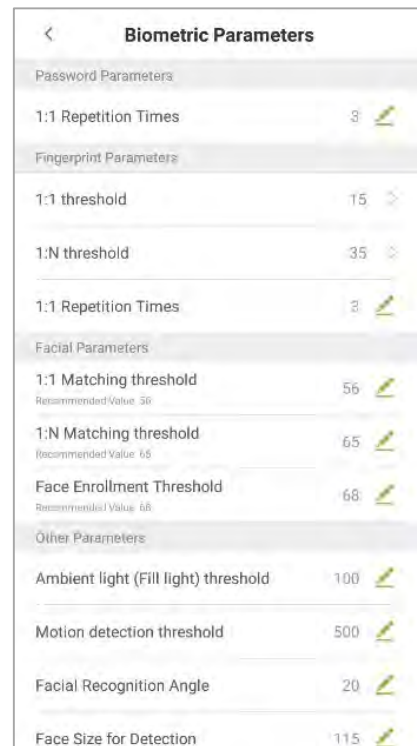 Biometric Parameters
Password Parameters
1:1 Repetition Times 3
Fingerprint Parameters
1:1 threshold 15
1:N threshold 35
1:1 Repetition Times 3
Facial Parameters
1:1 Matching threshold 56
Recommended Value: 56
1:N Matching threshold 65
Recommended Value: 65
Face Enrollment Threshold 68
Recommended Value: 68
Other Parameters
Ambient light (Fill light) threshold 100
Motion detection threshold 500
Facial Recognition Angle 20
Face Size for Detection 115